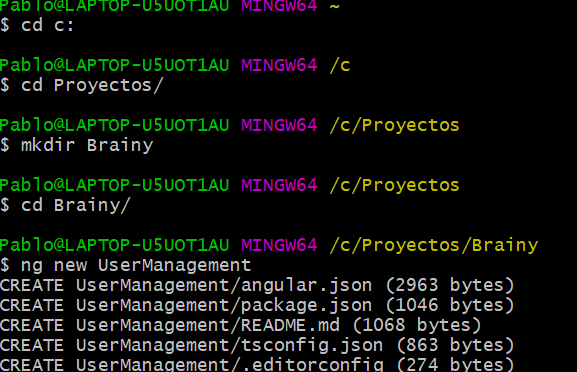 Pablo@LAPTOP-U5UOT1AU MINGW64 ~
$ cd c:
Pablo@LAPTOP-U5UOT1AU MINGW64 /c
$ cd Proyectos/
Pablo@LAPTOP-U5UOT1AU MINGW64 /c/Proyectos
$ mkdir Brainy
Pablo@LAPTOP-U5UOT1AU MINGW64 /c/Proyectos
$ cd Brainy/
Pablo@LAPTOP-U5UOT1AU MINGW64 /c/Proyectos/Brainy
$ ng new UserManagement
CREATE UserManagement/angular.json (2963 bytes)
CREATE UserManagement/package.json (1046 bytes)
CREATE UserManagement/README.md (1068 bytes)
CREATE UserManagement/tsconfig.json (863 bytes)
CREATE UserManagement/.editorconfig (274 bytes)